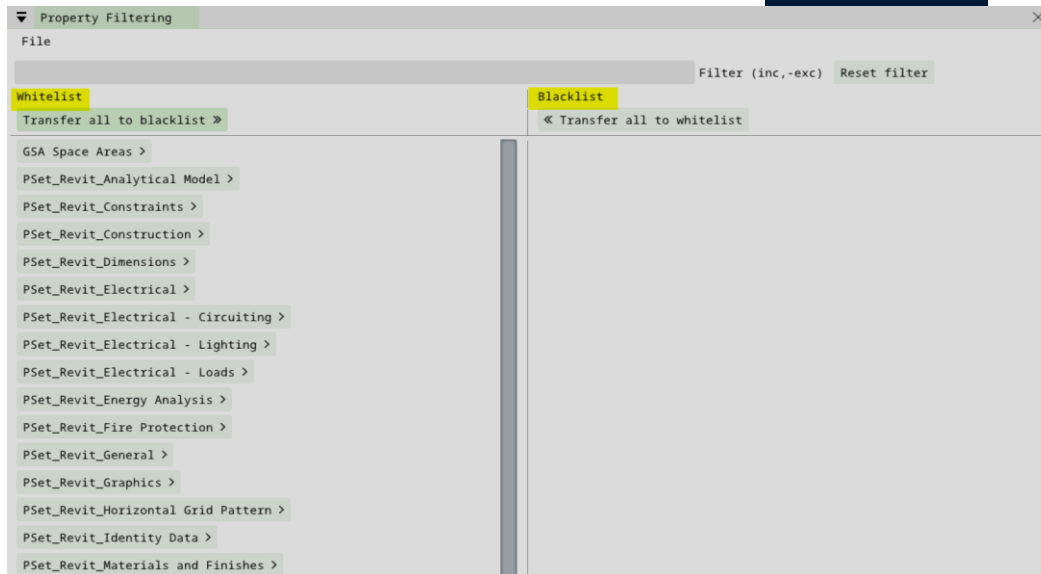 Property Filtering
File
Filter (inc,-exc) Reset filter
Whitelist
Transfer all to blacklist »
Blacklist
« Transfer all to whitelist
GSA Space Areas >
PSet_Revit_Analytical Model >
PSet_Revit_Constraints >
PSet_Revit_Construction >
PSet_Revit_Dimensions >
PSet_Revit_Electrical >
PSet_Revit_Electrical - Circuiting >
PSet_Revit_Electrical - Lighting >
PSet_Revit_Electrical - Loads >
PSet_Revit_Energy Analysis >
PSet_Revit_Fire Protection >
PSet_Revit_General >
PSet_Revit_Graphics >
PSet_Revit_Horizontal Grid Pattern >
PSet_Revit_Identity Data >
PSet_Revit_Materials and Finishes >